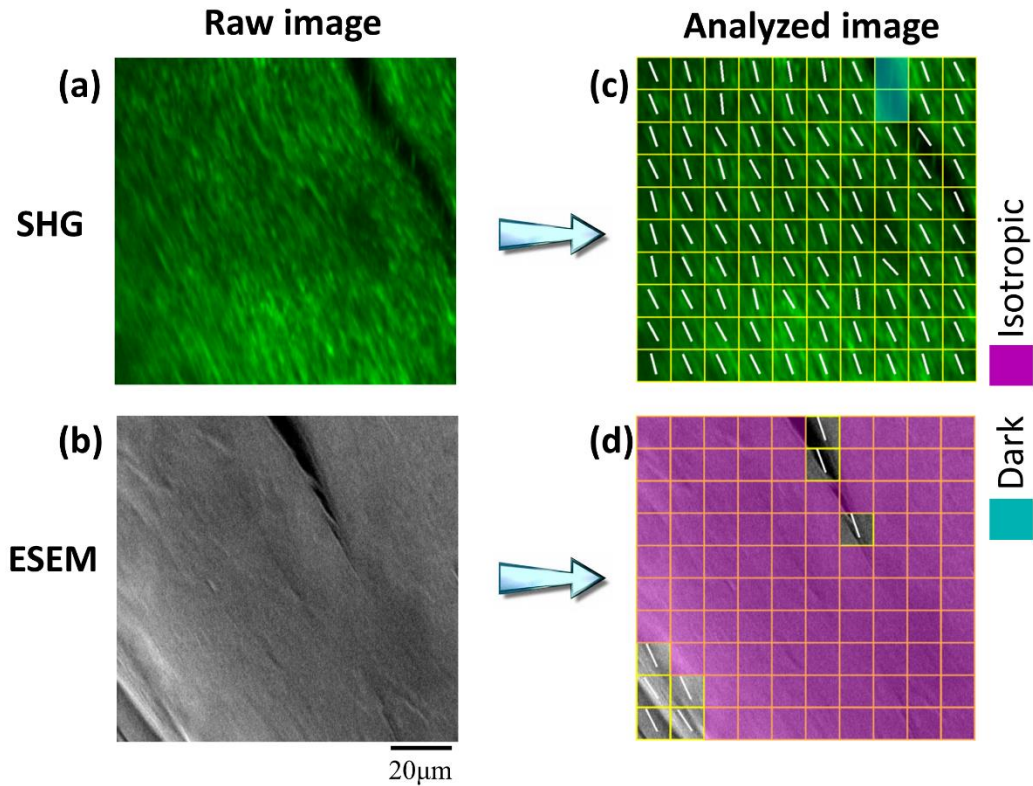 Raw image
Analyzed image
(a)
(c)
SHG
Isotropic
(b)
(d)
ESEM
Dark
20μm